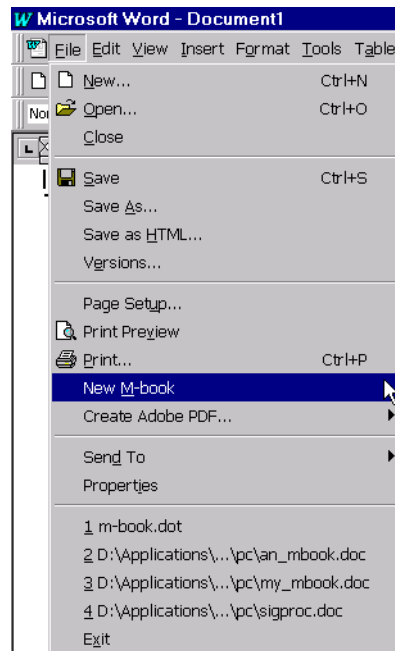 Microsoft Word - Document1
File Edit View Insert Format Tools Table
New... Ctrl+N
Open... Ctrl+O
Close
Save Ctrl+S
Save As...
Save as HTML...
Versions...
Page Setup...
Print Preview
Print... Ctrl+P
New M-book
Create Adobe PDF...
Send To
Properties
1 m-book.dot
2 D:\Applications\...\pc\an_mbook.doc
3 D:\Applications\...\pc\my_mbook.doc
4 D:\Applications\...\pc\sigproc.doc
Exit